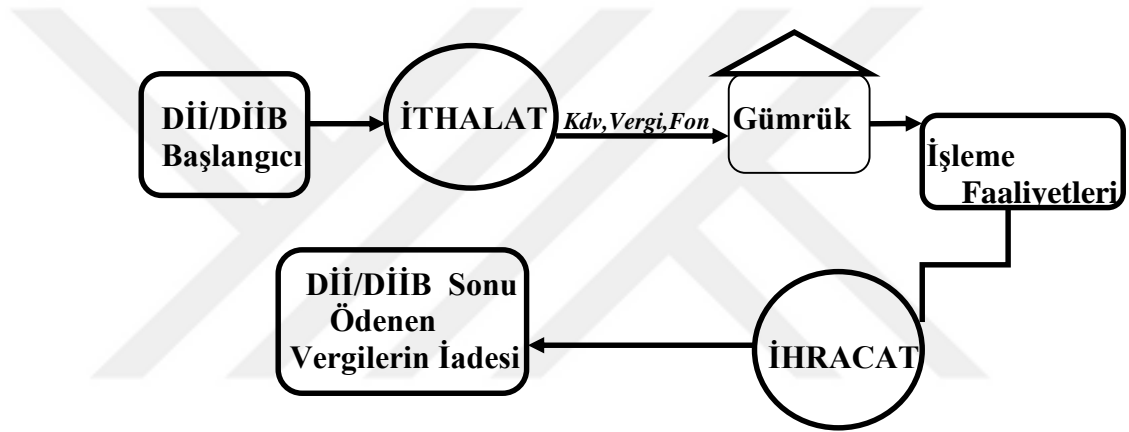 Dİİ/DİİB
Başlangıcı
İTHALAT
Kdv,Vergi,Fon
Gümrük
İşleme
Faaliyetleri
Dİİ/DİİB Sonu
Ödenen
Vergilerin İadesi
İHRACAT